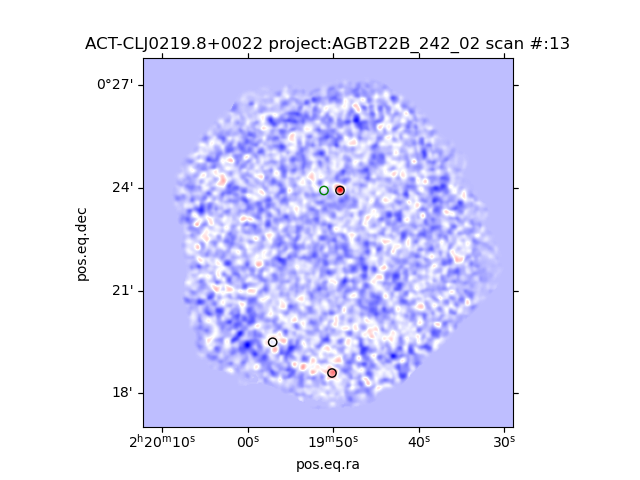 ACT-CLJ0219.8+0022 project:AGBT22B_242_02 scan #:13
0°27'
24'
21'
18'
pos.eq.dec
2ʰ20ᵐ10ˢ 00ˢ 19ᵐ50ˢ 40ˢ 30ˢ
pos.eq.ra